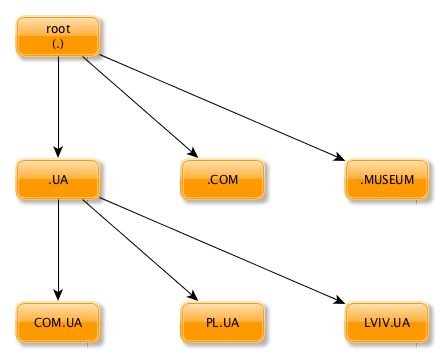 root
(.)
.UA
.COM
.MUSEUM
COM.UA
PL.UA
LVIV.UA